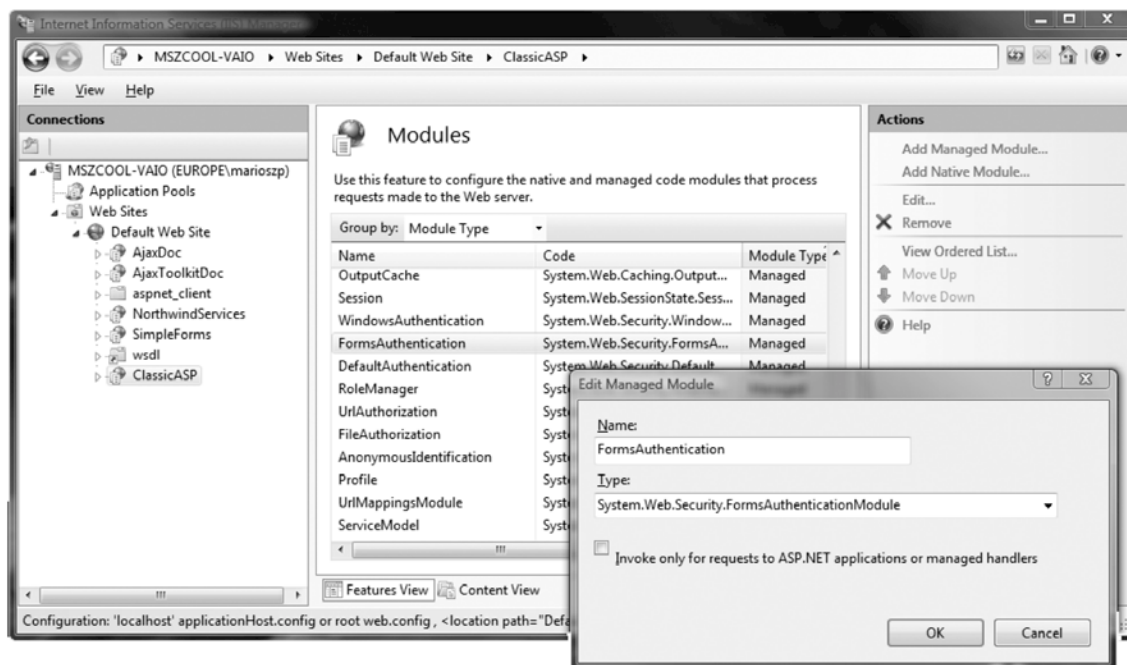 Internet Information Services (IIS) Manager
MSZCOOL-VAIO Web Sites Default Web Site ClassicASP
File View Help
Connections
MSZCOOL-VAIO (EUROPE\marioszp)
Application Pools
Web Sites
Default Web Site
AjaxDoc
AjaxToolkitDoc
aspnet_client
NorthwindServices
SimpleForms
wsdl
ClassicASP
Modules
Use this feature to configure the native and managed code modules that process
requests made to the Web server.
Group by: Module Type
Name Code Module Type
OutputCache System.Web.Caching.Output... Managed
Session System.Web.SessionState.Sess... Managed
WindowsAuthentication System.Web.Security.Window... Managed
FormsAuthentication System.Web.Security.FormsA... Managed
DefaultAuthentication System.Web.Security.Default Managed
RoleManager Syst Managed
UrlAuthorization Syst
FileAuthorization Syst
AnonymousIdentification Syst
Profile Syst
UrlMappingsModule Syst
ServiceModel Syst
Features View Content View
Actions
Add Managed Module...
Add Native Module...
Edit...
Remove
View Ordered List...
Move Up
Move Down
Help
Edit Managed Module
Name:
FormsAuthentication
Type:
System.Web.Security.FormsAuthenticationModule
Invoke only for requests to ASP.NET applications or managed handlers
OK Cancel
Configuration: 'localhost' applicationHost.config or root web.config , <location path="Defa